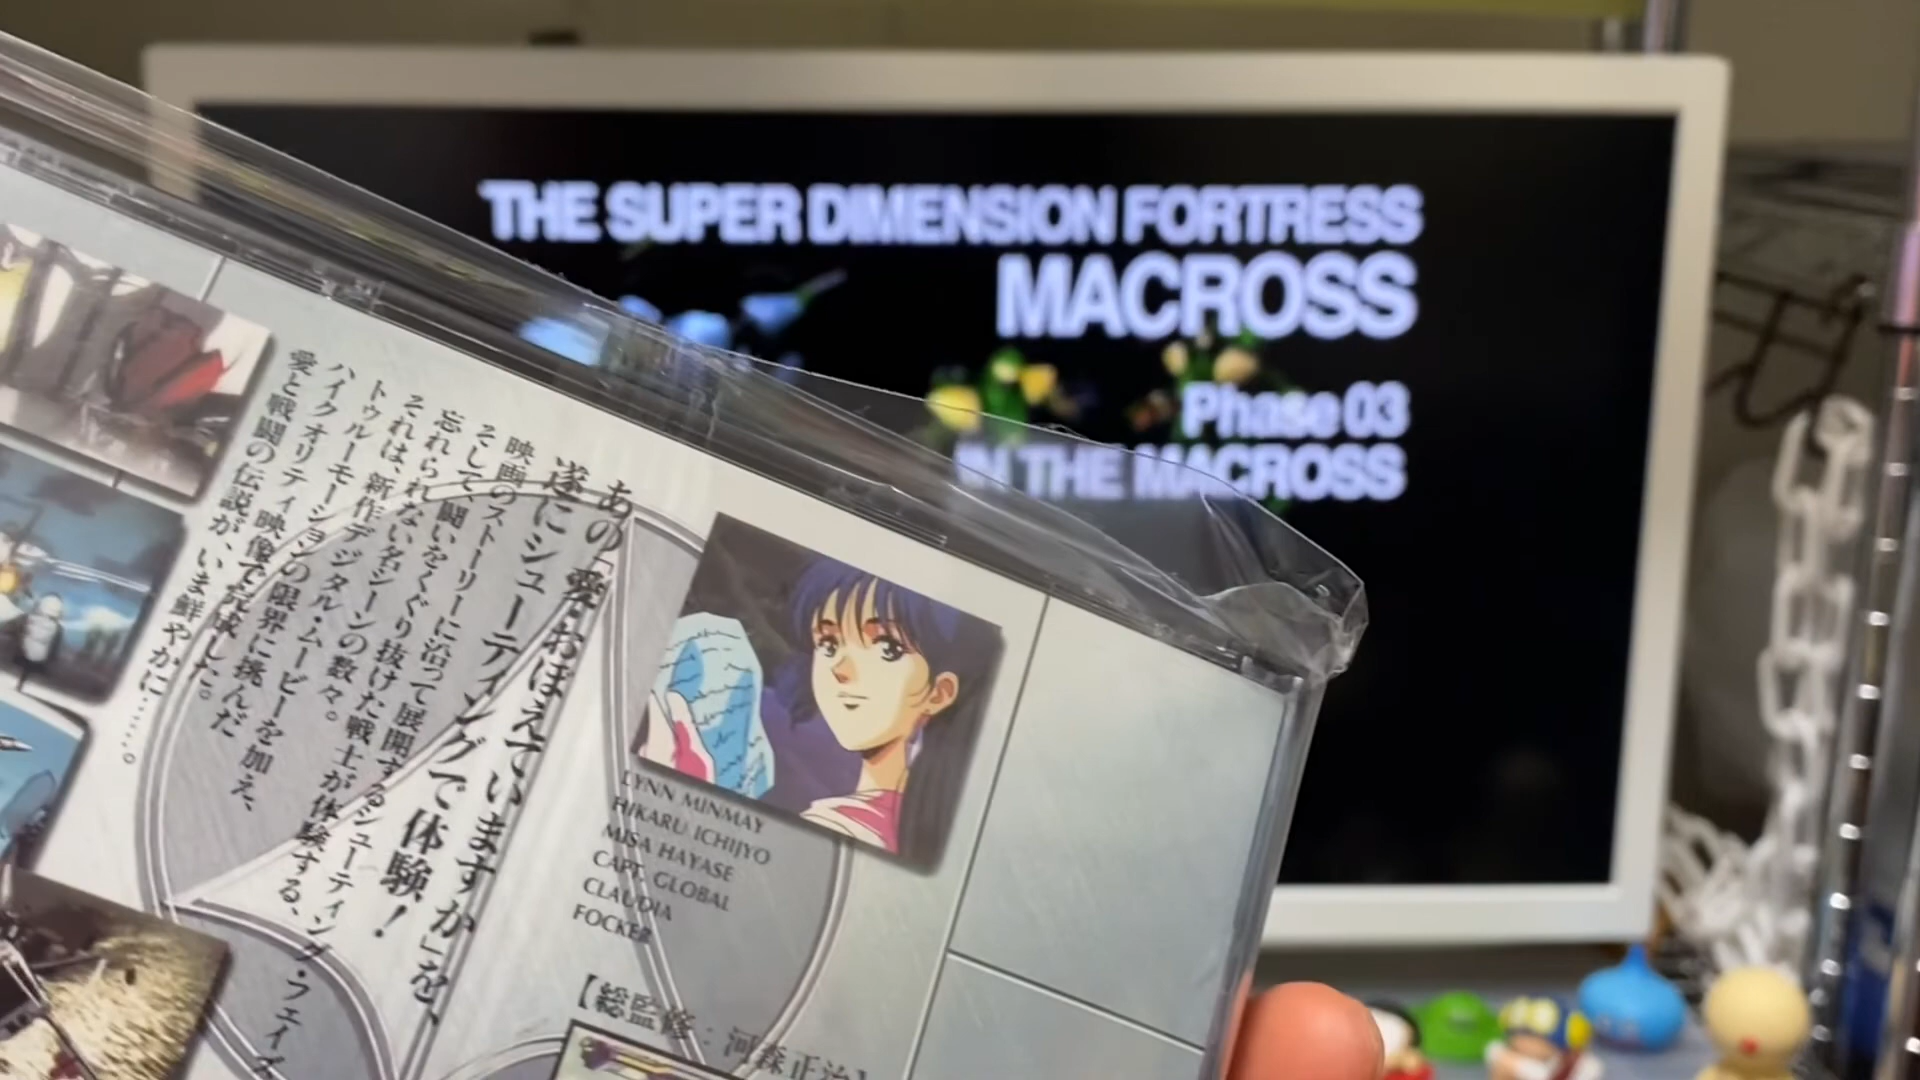 THE SUPER DIMENSION FORTRESS
MACROSS
Phase 03
IN THE MACROSS
あの「愛・おぼえていますか」を、
遂にシューティングで体験!
映画のストーリーに沿って展開するシューティング・フェイズ
そして、闘いをくぐり抜けた戦士が体験する、
忘れられない名シーンの数々。
それは、新作デジタル・ムービーを加え、
トゥルーモーションの限界に挑んだ
ハイクオリティ映像で完成した。
愛と戦闘の伝説が、いま鮮やかに……。
LYNN MINMAY
HIKARU ICHIJYO
MISA HAYASE
CAPT. GLOBAL
CLAUDIA
FOCKER
【総監修:河森正治】